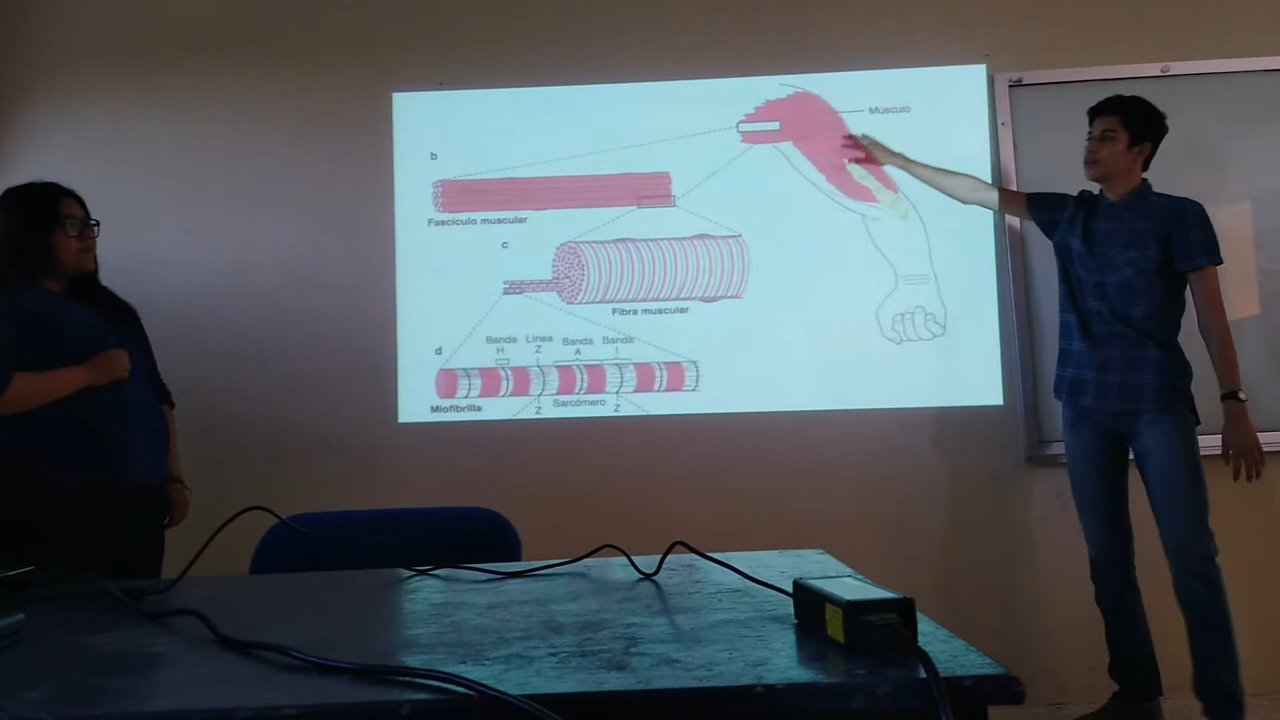 Músculo
b
Fascículo muscular
c
Fibra muscular
d
Banda H
Línea Z
Banda A
Banda I
Miofibrilla
Z
Sarcómero
Z